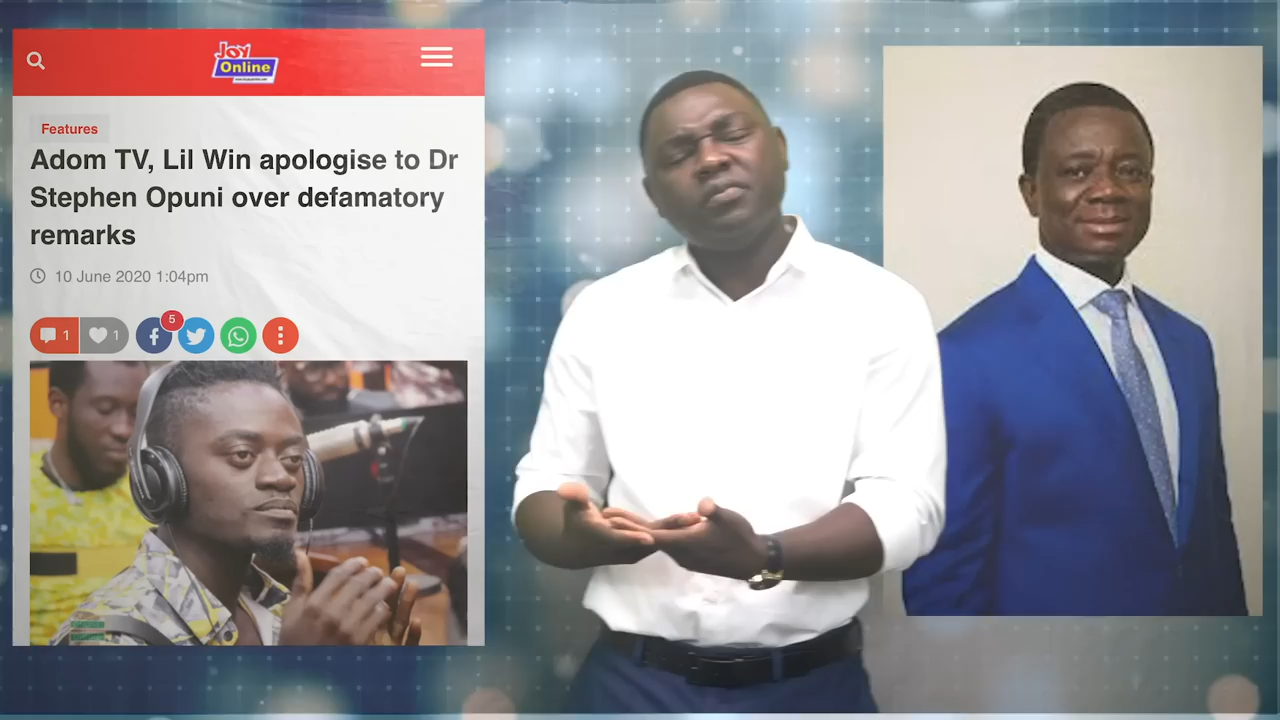 Joy
Online
Features
Adom TV, Lil Win apologise to Dr
Stephen Opuni over defamatory
remarks
10 June 2020 1:04pm
5
1
1